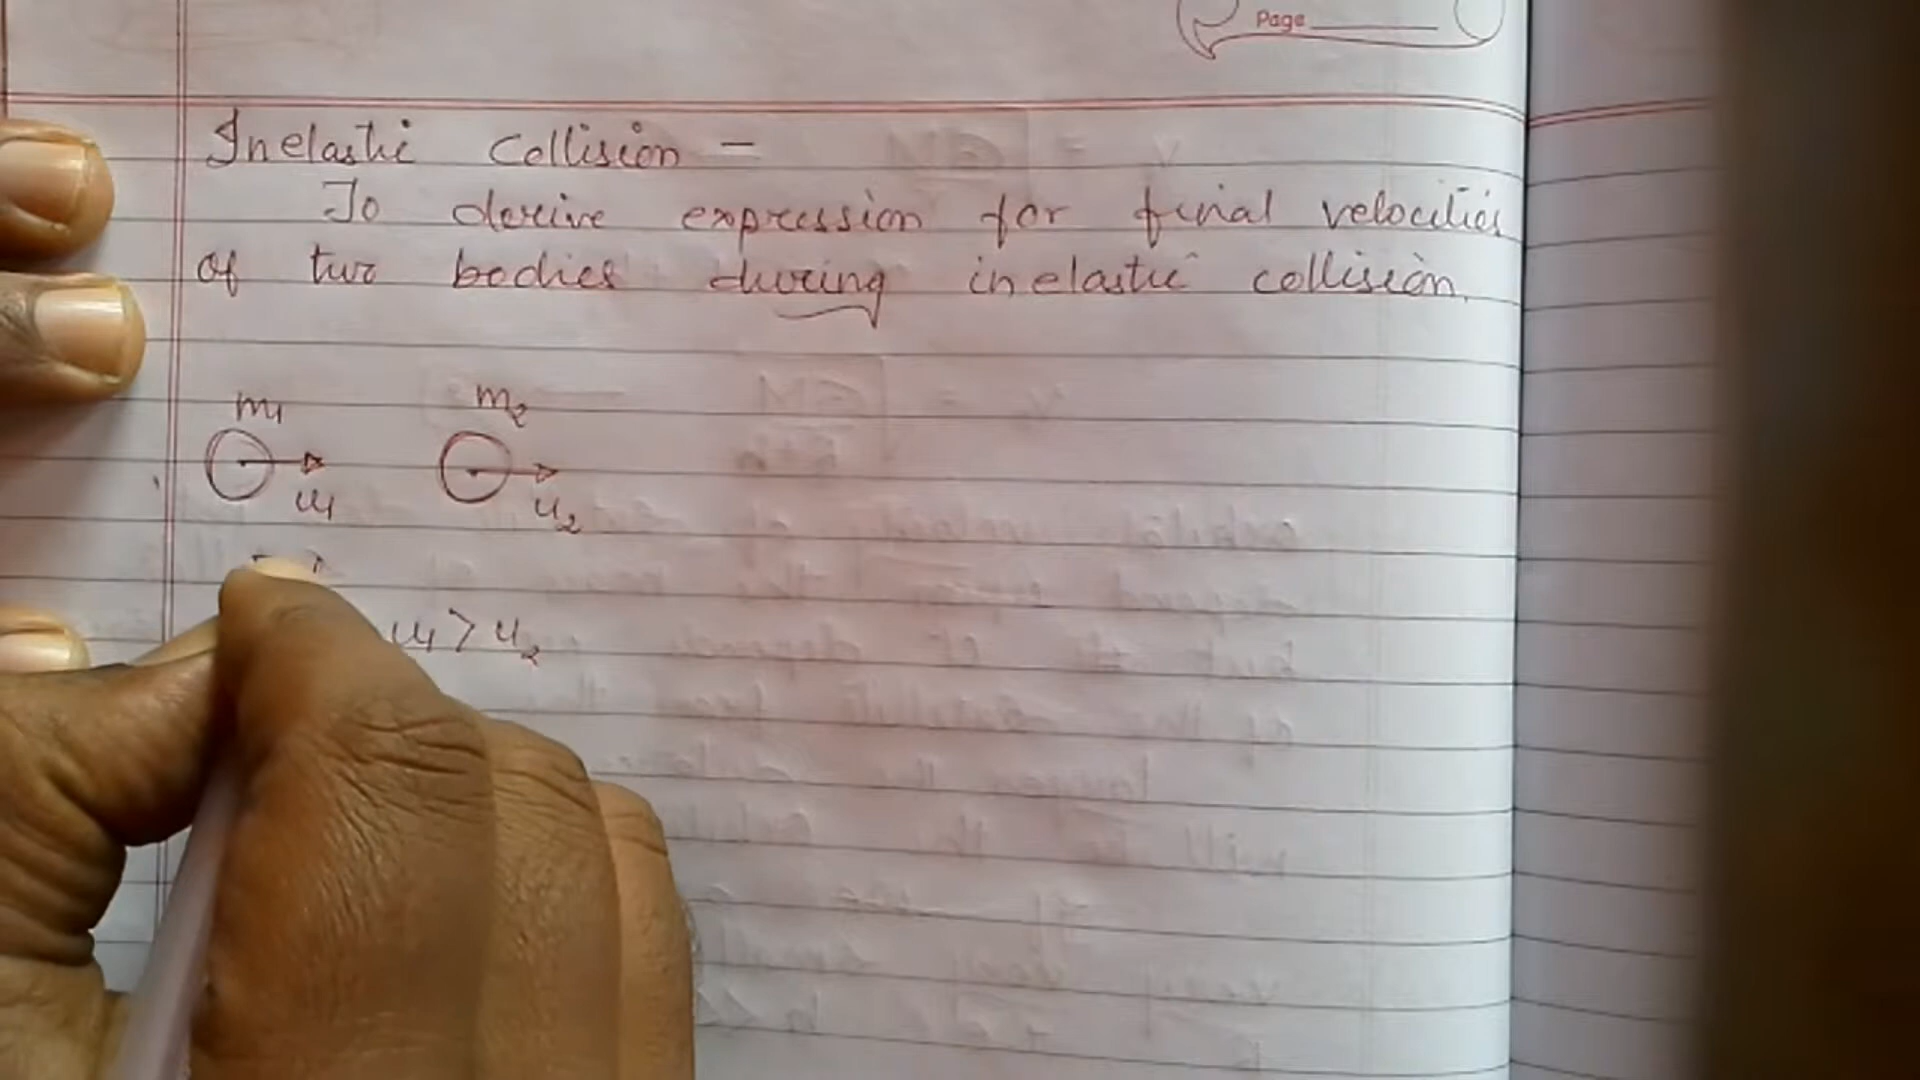 Page
Inelastic Collision -
To derive expression for final velocities
of two bodies during inelastic collision.
m1 m2
u1 u2
u1 > u2